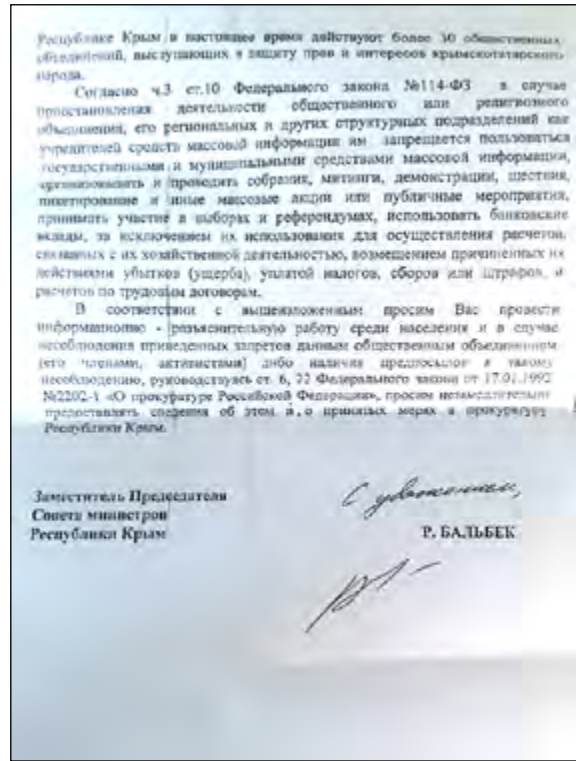 Республике Крым в настоящее время действуют более 30 общественных
объединений, выступающих в защиту прав и интересов крымскотатарского
народа.
Согласно ч.3 ст.10 Федерального закона №114-ФЗ в случае
приостановления деятельности общественного или религиозного
объединения, его региональных и других структурных подразделений как
учредителей средств массовой информации им запрещается пользоваться
государственными и муниципальными средствами массовой информации,
организовывать и проводить собрания, митинги, демонстрации, шествия,
пикетирование и иные массовые акции или публичные мероприятия,
принимать участие в выборах и референдумах, использовать банковские
вклады, за исключением их использования для осуществления расчетов,
связанных с их хозяйственной деятельностью, возмещением причиненных их
действиями убытков (ущерба), уплатой налогов, сборов или штрафов, и
расчетов по трудовым договорам.
В соответствии с вышеизложенным просим Вас провести
информационно - разъяснительную работу среди населения и в случае
несоблюдения приведенных запретов данным общественным объединением
(его членами, активистами) либо наличия предпосылок к такому
несоблюдению, руководствуясь ст. 6, 22 Федерального закона от 17.01.1992
№2202-1 «О прокуратуре Российской Федерации», просим незамедлительно
предоставлять сведения об этом и о принятых мерах в прокуратуру
Республики Крым.
Заместитель Председателя
Совета министров
Республики Крым
С уважением,
Р. БАЛЬБЕК